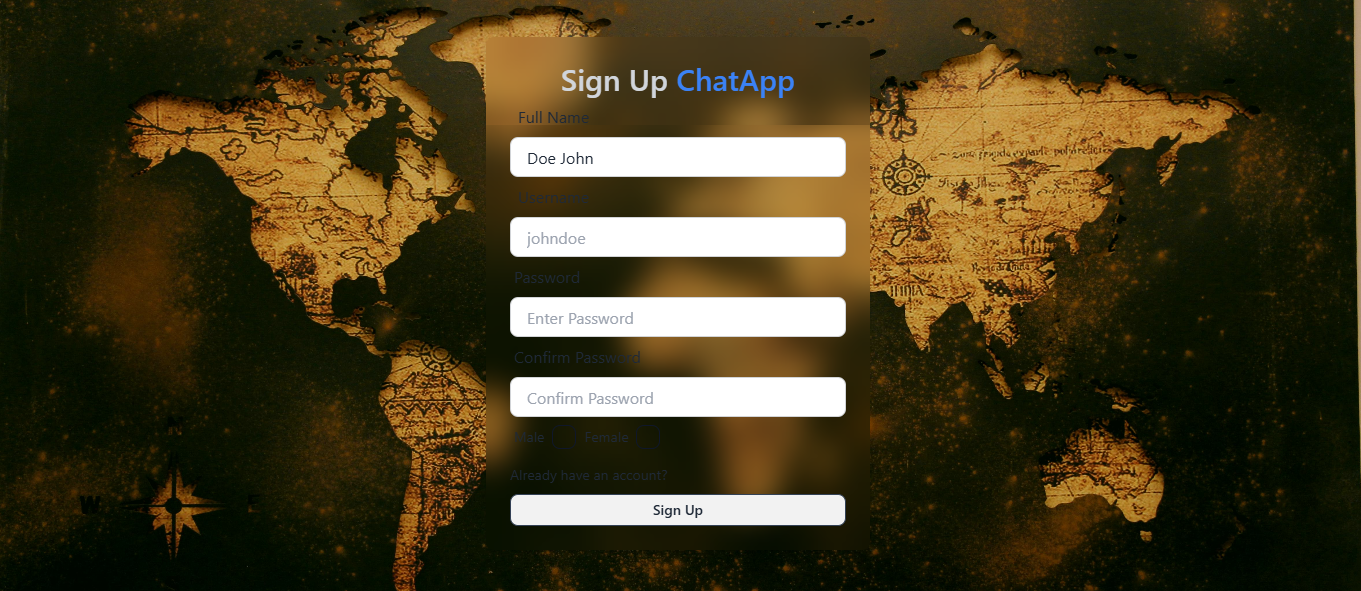 Sign Up ChatApp
Full Name
Doe John
Username
johndoe
Password
Enter Password
Confirm Password
Confirm Password
Male Female
Already have an account?
Sign Up
N
W E